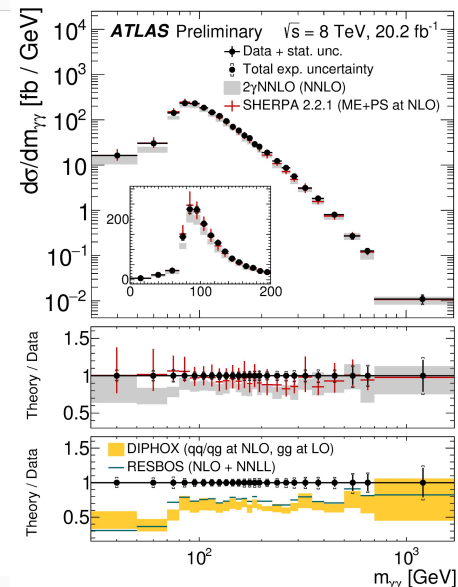 ATLAS Preliminary √s = 8 TeV, 20.2 fb⁻¹
Data + stat. unc.
Total exp. uncertainty
2γNNLO (NNLO)
SHERPA 2.2.1 (ME+PS at NLO)
dσ/dm_γγ [fb / GeV]
10⁴
10³
10²
10
1
10⁻¹
10⁻²
200
0
0 100 200
Theory / Data
1.5
1
0.5
Theory / Data
1.5
1
0.5
DIPHOX (qq/qg at NLO, gg at LO)
RESBOS (NLO + NNLL)
10² 10³
m_γγ [GeV]